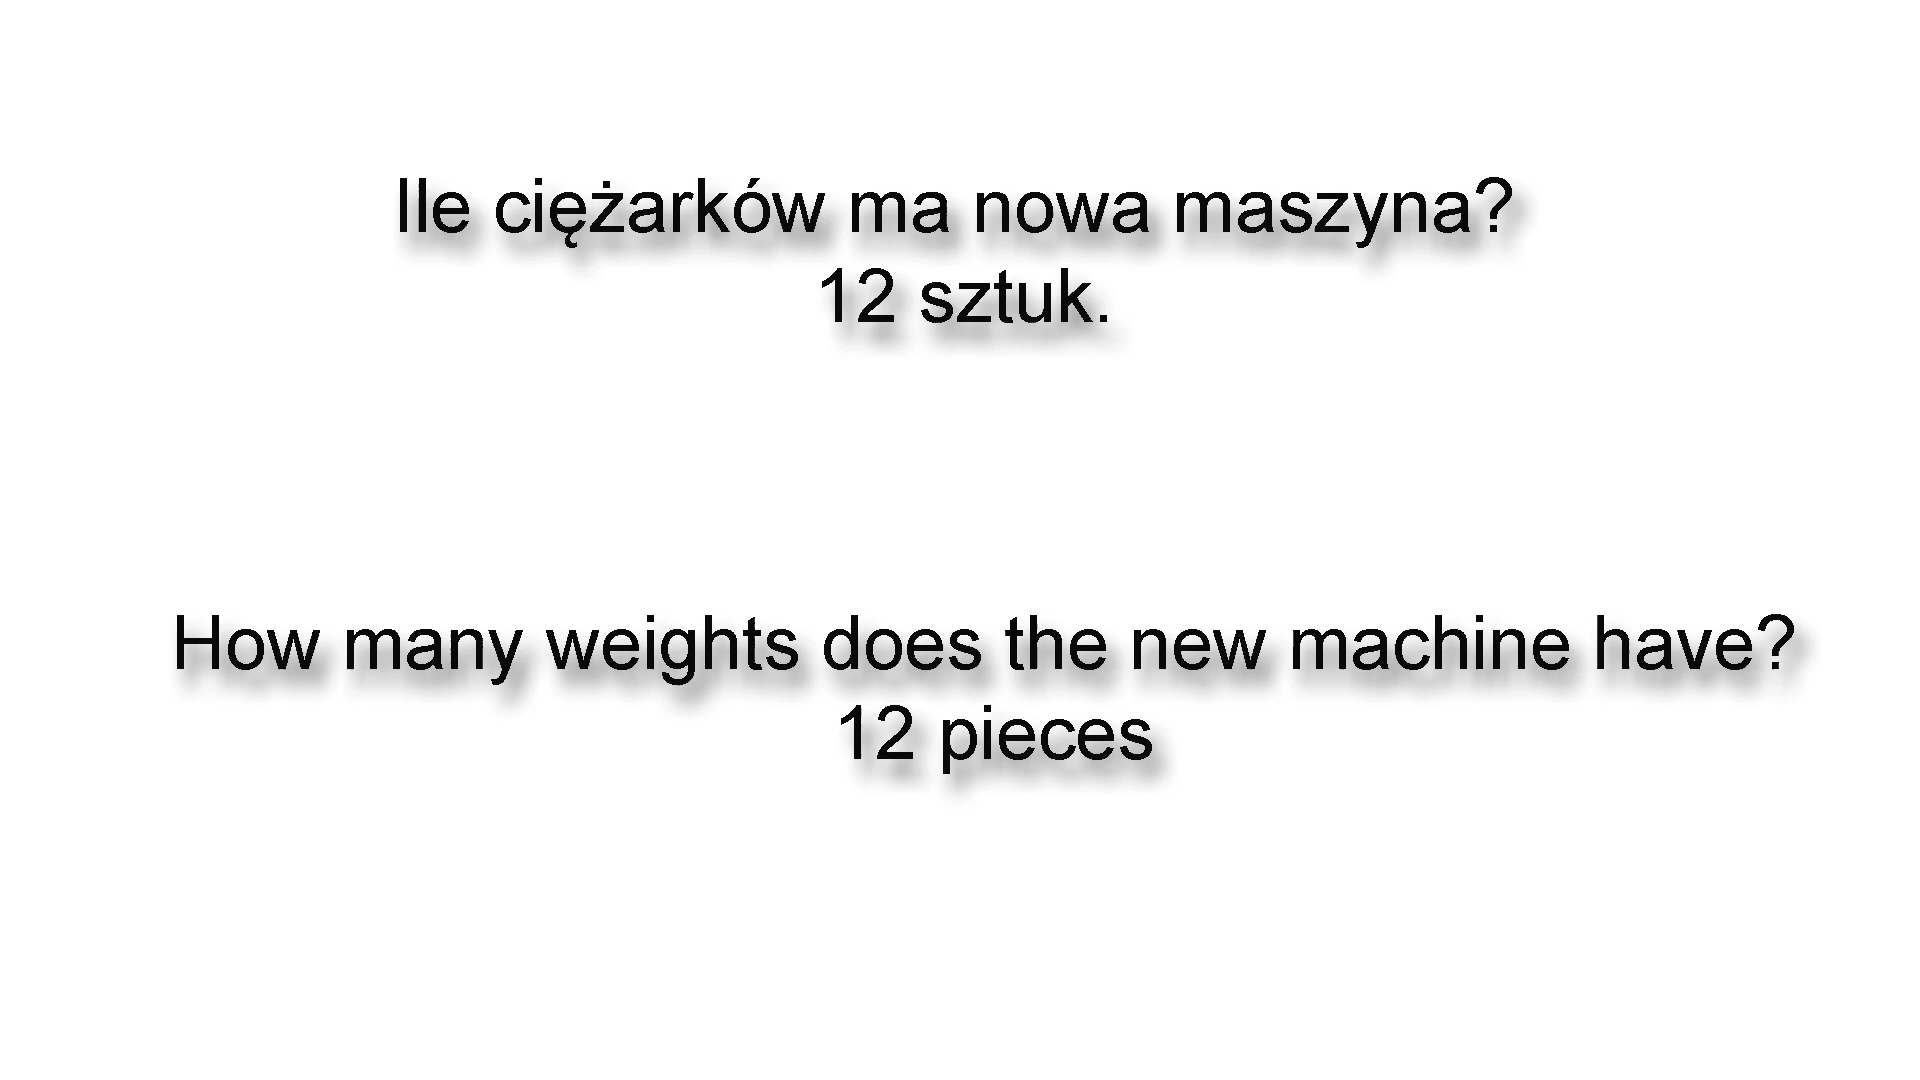 Ile ciężarków ma nowa maszyna?
12 sztuk.
How many weights does the new machine have?
12 pieces